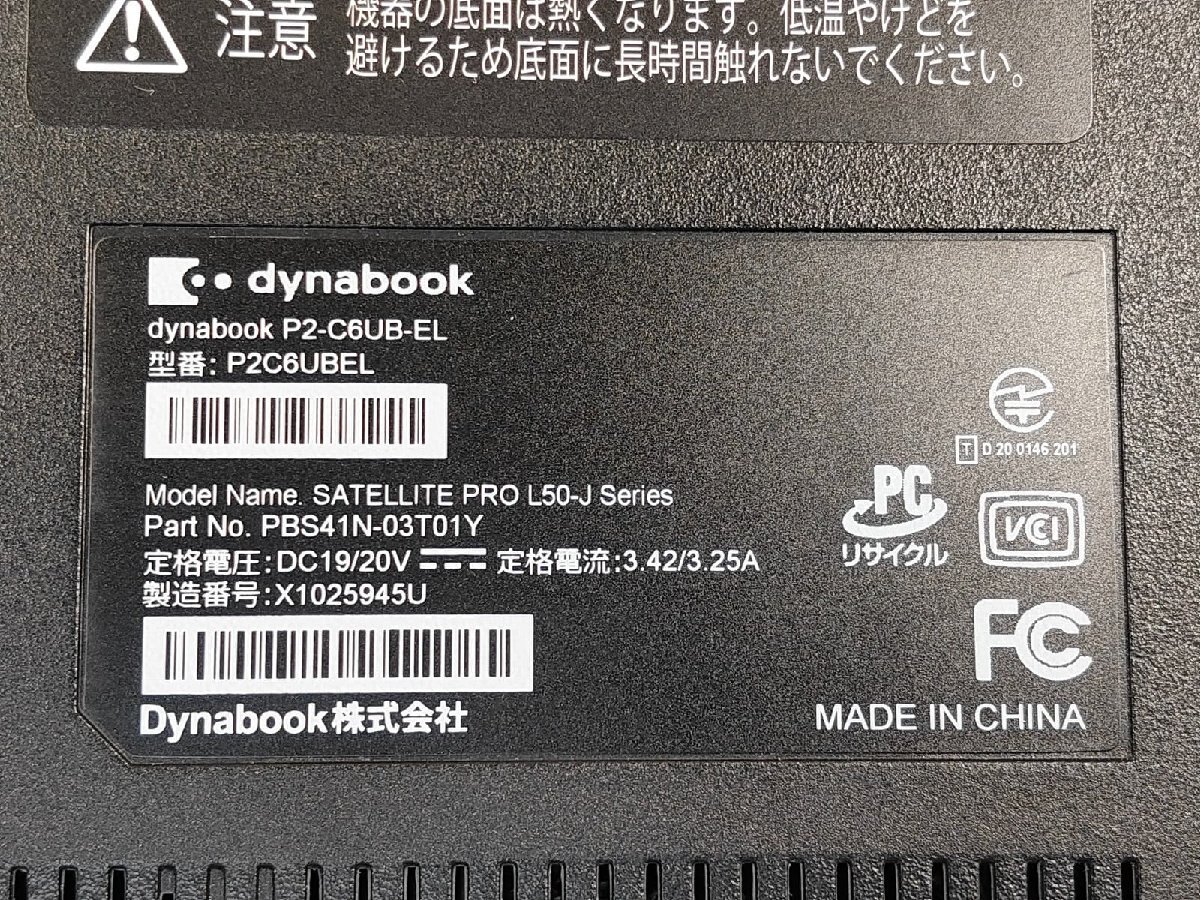 注意
機器の底面は熱くなります。低温やけどを
避けるため底面に長時間触れないでください。
dynabook
dynabook P2-C6UB-EL
型番: P2C6UBEL
T D 20 0146 201
Model Name. SATELLITE PRO L50-J Series
Part No. PBS41N-03T01Y
定格電圧:DC19/20V 定格電流:3.42/3.25A
製造番号:X1025945U
PC
リサイクル
VCCI
FC
Dynabook株式会社
MADE IN CHINA